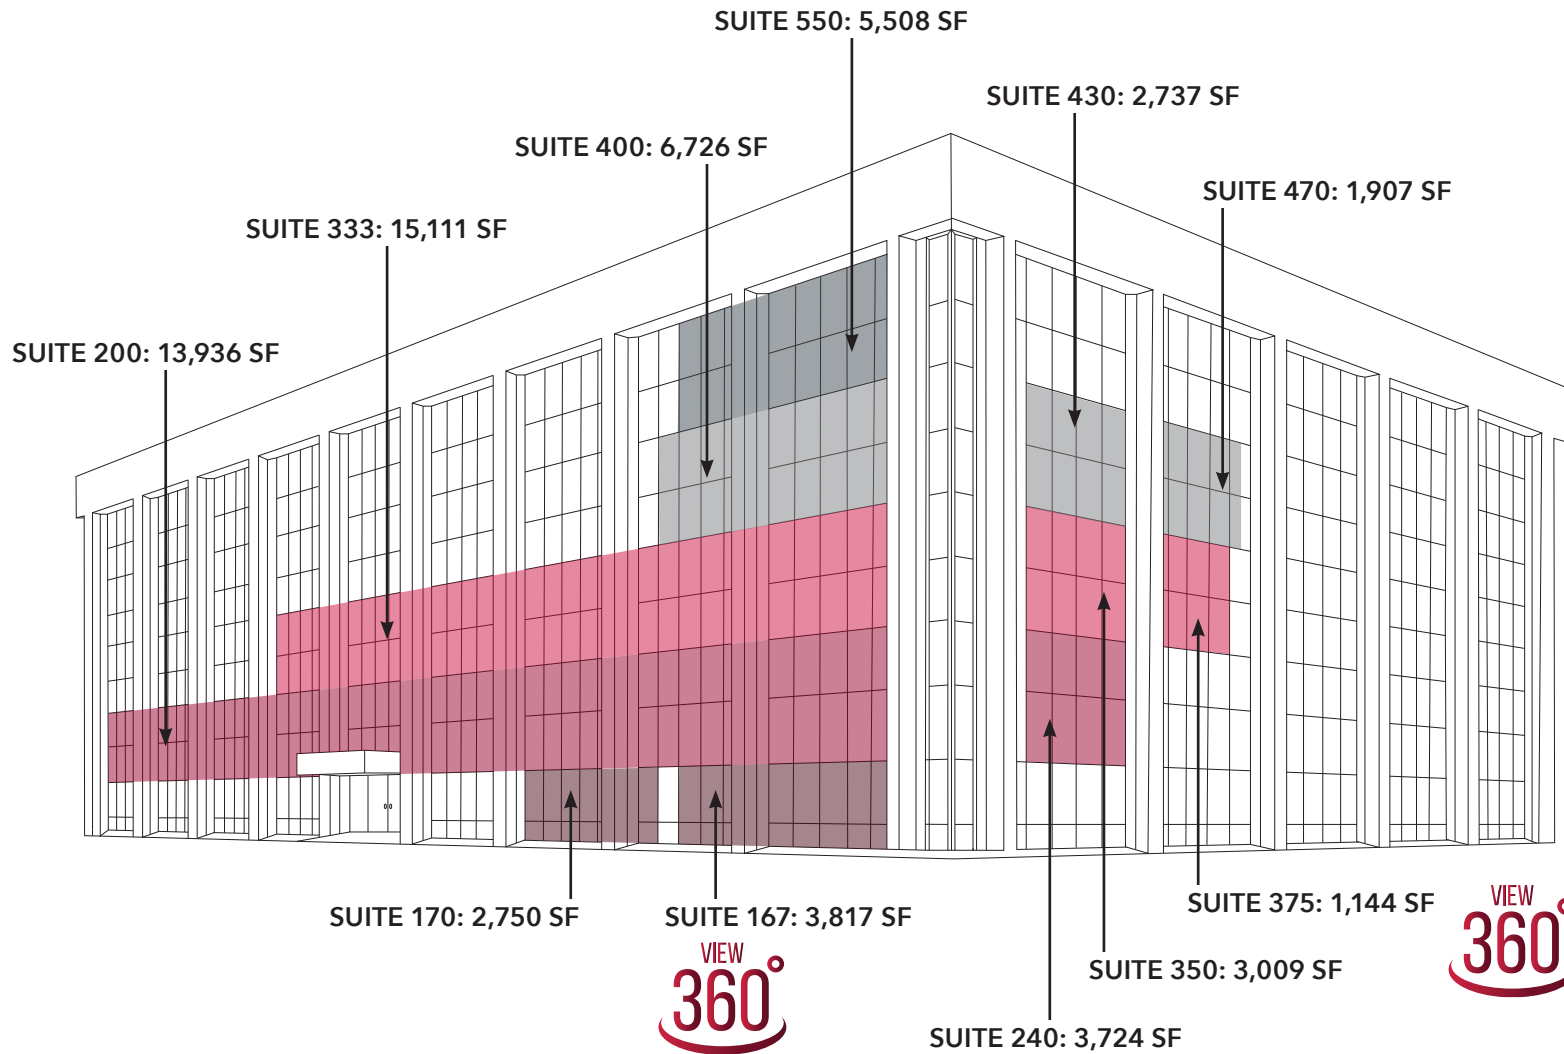 SUITE 550: 5,508 SF
SUITE 430: 2,737 SF
SUITE 400: 6,726 SF
SUITE 470: 1,907 SF
SUITE 333: 15,111 SF
SUITE 200: 13,936 SF
SUITE 170: 2,750 SF
SUITE 167: 3,817 SF
VIEW
360°
SUITE 375: 1,144 SF
VIEW
360°
SUITE 350: 3,009 SF
SUITE 240: 3,724 SF